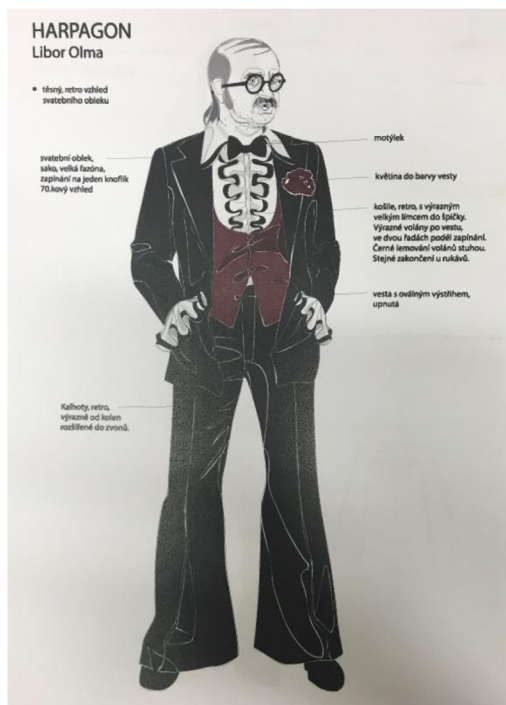 HARPAGON
Libor Olma
• těsný, retro vzhled
svatebního obleku
svatební oblek,
sako, velká fazóna,
zapínání na jeden knoflík
70.kový vzhled
motýlek
květina do barvy vesty
košile, retro, s výrazným
velkým límcem do špičky.
Výrazné volány po vestu,
ve dvou řadách podél zapínání.
Černé lemování volánů stuhou.
Stejné zakončení u rukávů.
vesta s oválným výstřihem,
upnutá
Kalhoty, retro,
výrazně od kolen
rozšířené do zvonů.